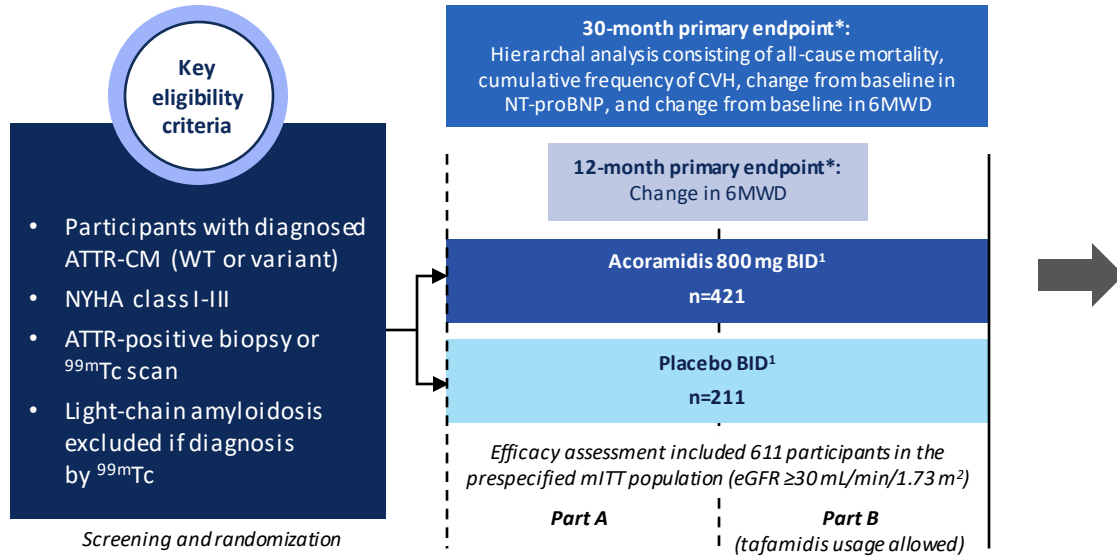 Key
eligibility
criteria
• Participants with diagnosed
ATTR-CM (WT or variant)
• NYHA class I-III
• ATTR-positive biopsy or
⁹⁹ᵐTc scan
• Light-chain amyloidosis
excluded if diagnosis
by ⁹⁹ᵐTc
Screening and randomization
30-month primary endpoint*:
Hierarchal analysis consisting of all-cause mortality,
cumulative frequency of CVH, change from baseline in
NT-proBNP, and change from baseline in 6MWD
12-month primary endpoint*:
Change in 6MWD
Acoramidis 800 mg BID¹
n=421
Placebo BID¹
n=211
Efficacy assessment included 611 participants in the
prespecified mITT population (eGFR ≥30 mL/min/1.73 m²)
Part A
Part B
(tafamidis usage allowed)